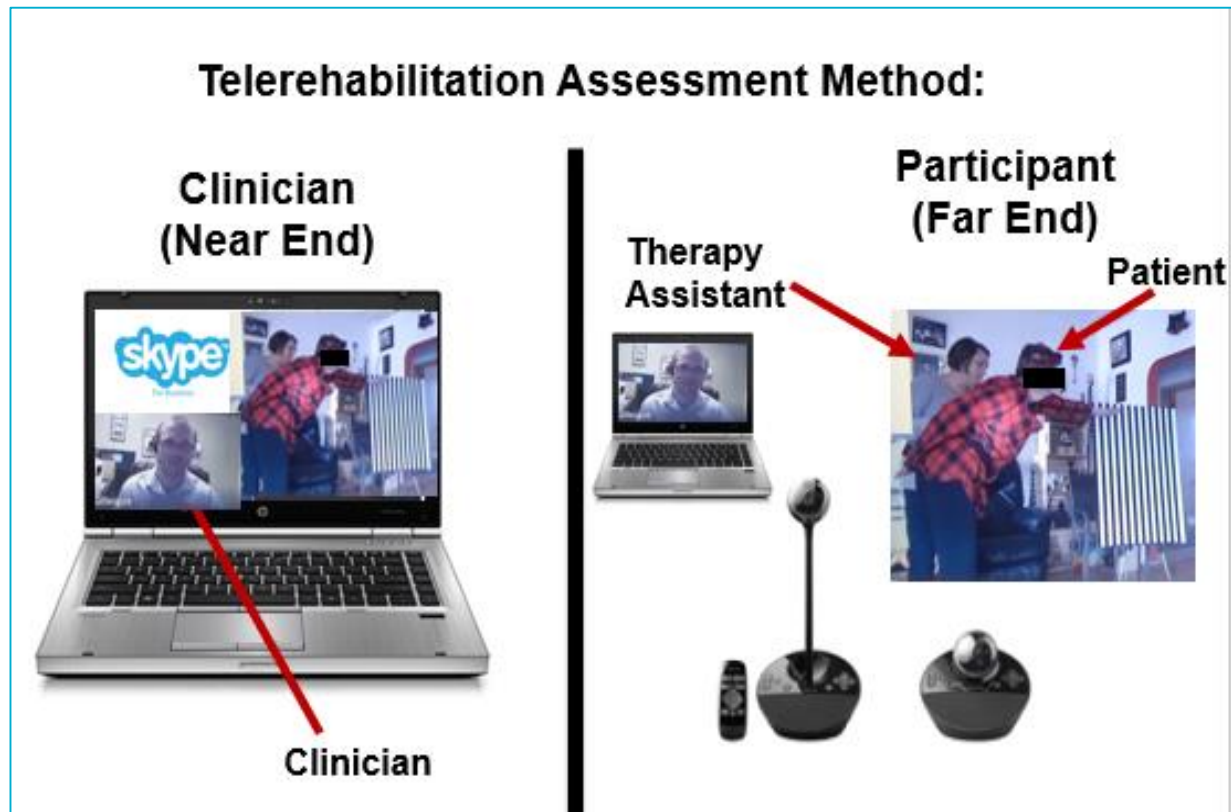 Telerehabilitation Assessment Method:
Clinician
(Near End)
Participant
(Far End)
Therapy
Assistant
Patient
skype
Clinician